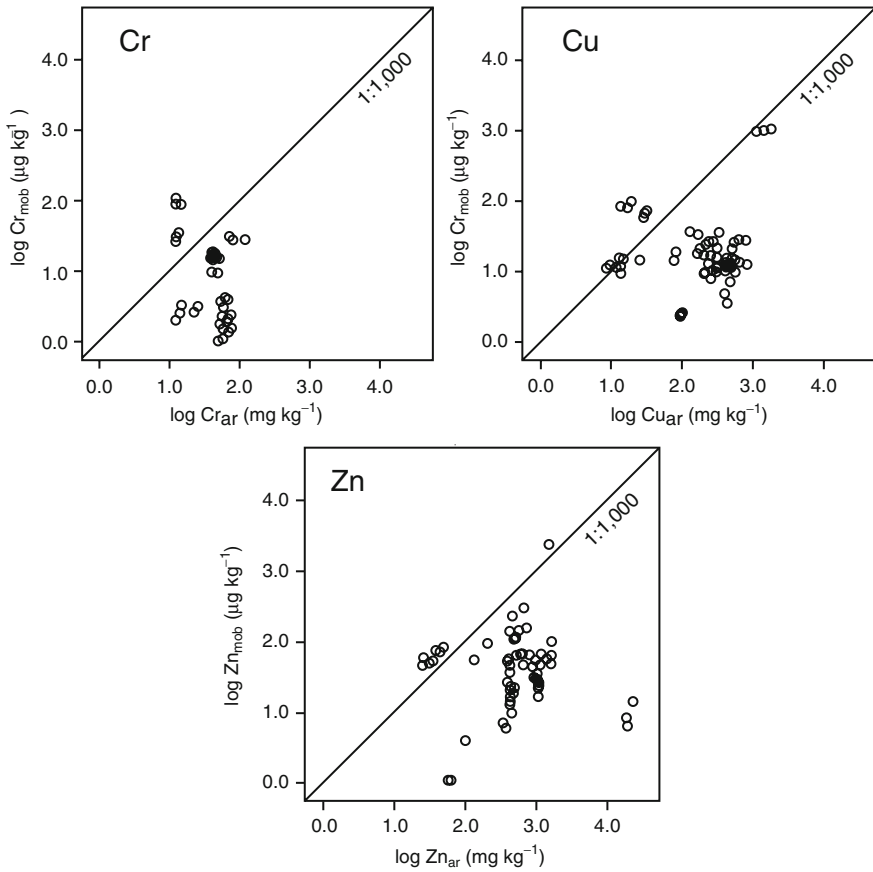 Cr
4.0
3.0
2.0
1.0
0.0
log Cr_mob (µg kg⁻¹)
1:1,000
0.0 1.0 2.0 3.0 4.0
log Cr_ar (mg kg⁻¹)
Cu
4.0
3.0
2.0
1.0
0.0
log Cr_mob (µg kg⁻¹)
1:1,000
0.0 1.0 2.0 3.0 4.0
log Cu_ar (mg kg⁻¹)
Zn
4.0
3.0
2.0
1.0
0.0
log Zn_mob (µg kg⁻¹)
1:1,000
0.0 1.0 2.0 3.0 4.0
log Zn_ar (mg kg⁻¹)